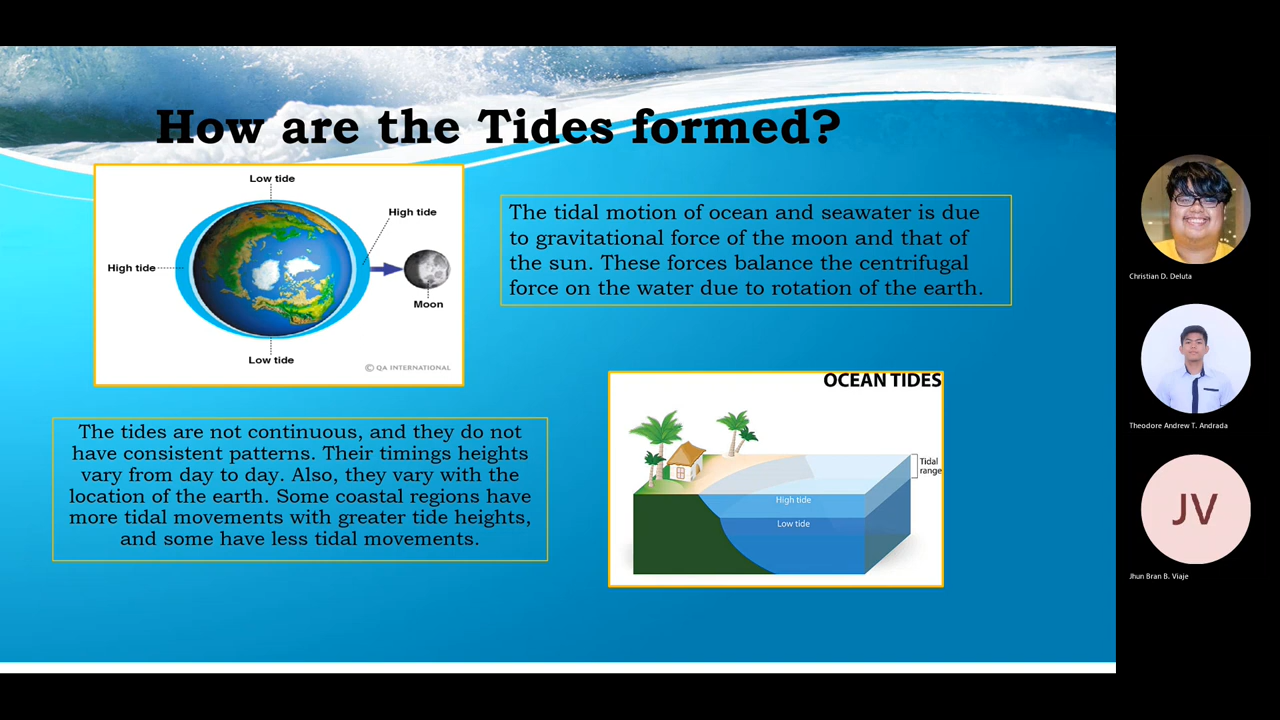 How are the Tides formed?
Low tide
High tide
High tide
Moon
Low tide
© QA INTERNATIONAL
The tidal motion of ocean and seawater is due
to gravitational force of the moon and that of
the sun. These forces balance the centrifugal
force on the water due to rotation of the earth.
The tides are not continuous, and they do not
have consistent patterns. Their timings heights
vary from day to day. Also, they vary with the
location of the earth. Some coastal regions have
more tidal movements with greater tide heights,
and some have less tidal movements.
OCEAN TIDES
Tidal
range
High tide
Low tide
Christian D. Deluta
Theodore Andrew T. Andrada
JV
Jhun Bran B. Viaje